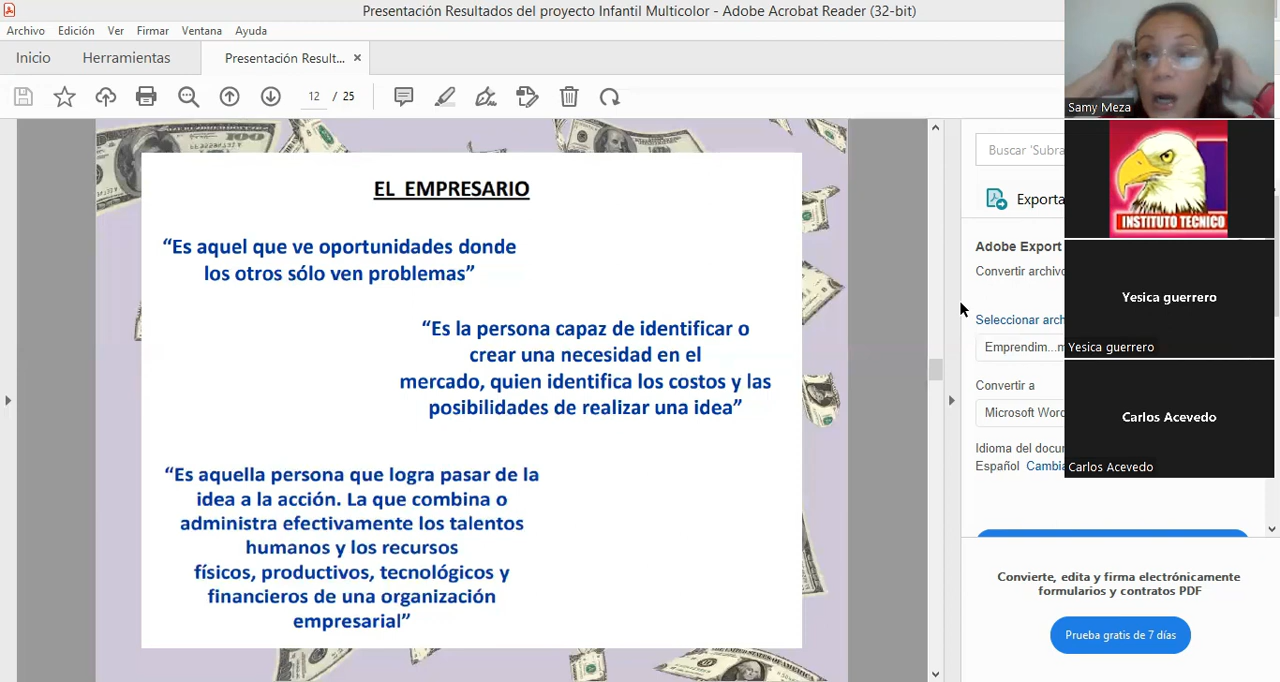 Presentación Resultados del proyecto Infantil Multicolor - Adobe Acrobat Reader (32-bit)
Archivo Edición Ver Firmar Ventana Ayuda
Inicio Herramientas Presentación Result... ×
12 / 25
EL EMPRESARIO
“Es aquel que ve oportunidades donde
los otros sólo ven problemas”
“Es la persona capaz de identificar o
crear una necesidad en el
mercado, quien identifica los costos y las
posibilidades de realizar una idea”
“Es aquella persona que logra pasar de la
idea a la acción. La que combina o
administra efectivamente los talentos
humanos y los recursos
físicos, productivos, tecnológicos y
financieros de una organización
empresarial”
Buscar 'Subra
Exporta
Adobe Export
Convertir archivo
Seleccionar arch
Emprendim...m
Convertir a
Microsoft Word
Idioma del docu
Español Cambia
Convierte, edita y firma electrónicamente
formularios y contratos PDF
Prueba gratis de 7 días
Samy Meza
INSTITUTO TECNICO
Yesica guerrero
Yesica guerrero
Carlos Acevedo
Carlos Acevedo